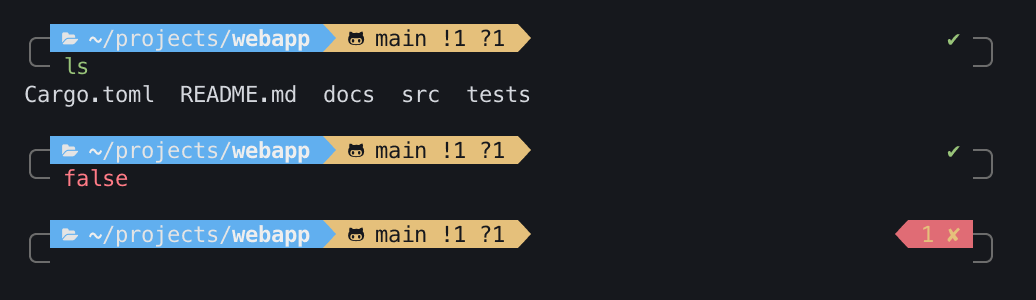 ~/projects/webapp main !1 ?1 ✔
ls
Cargo.toml README.md docs src tests
~/projects/webapp main !1 ?1 ✔
false
~/projects/webapp main !1 ?1 1 ✘